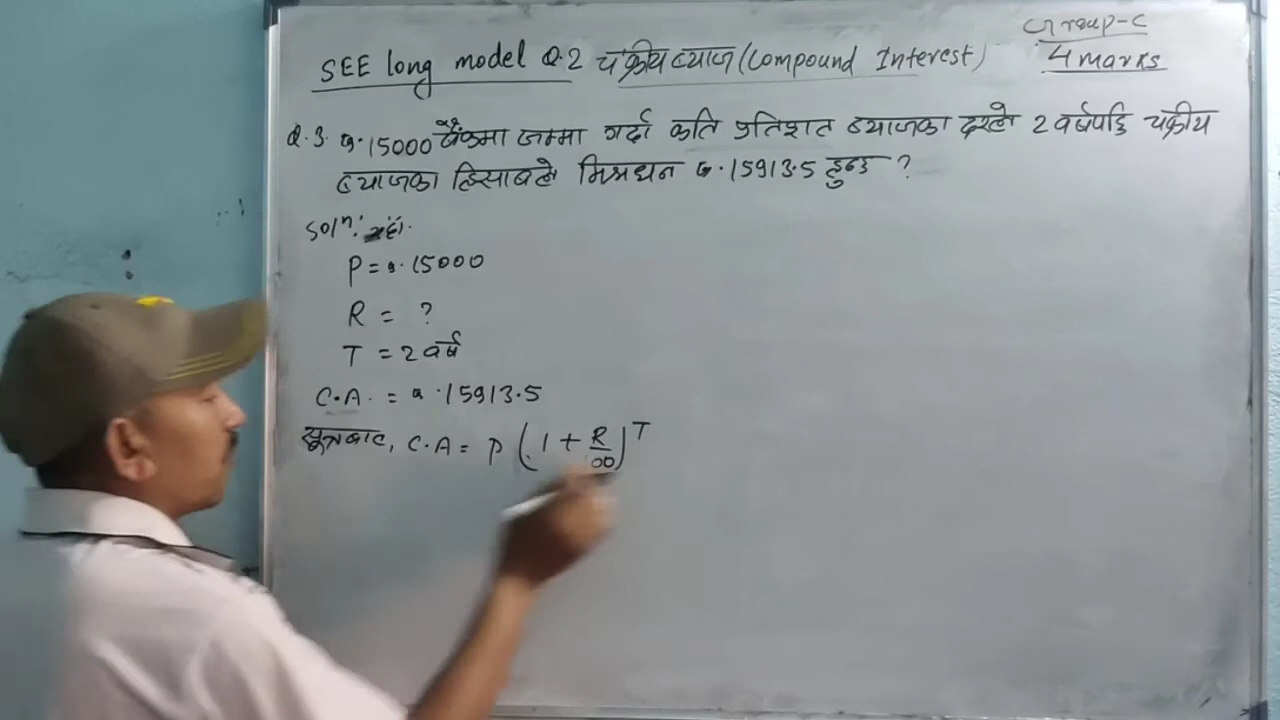 Group-C
SEE long model Q.2 चक्रीय ब्याज (Compound Interest) 4 marks
Q.3. रु.15000 बैंकमा जम्मा गर्दा कति प्रतिशत ब्याजका दरले 2 वर्षपछि चक्रीय
ब्याजका हिसाबले मिश्रधन रु.15913.5 हुन्छ ?
Solⁿ:
P = रु.15000
R = ?
T = 2 वर्ष
C.A. = रु.15913.5
सूत्रबाट, C.A = P (1 + R/100)^T